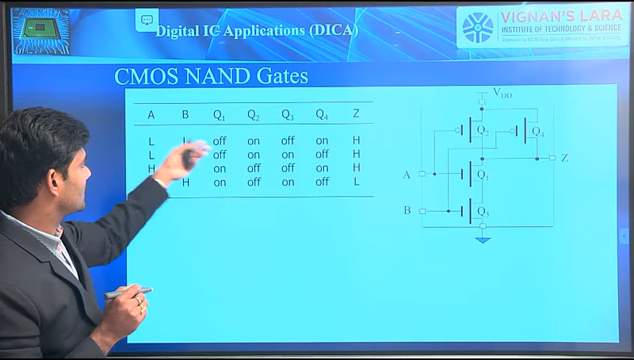 Digital IC Applications (DICA)
VIGNAN'S LARA
INSTITUTE OF TECHNOLOGY & SCIENCE
CMOS NAND Gates
A B Q1 Q2 Q3 Q4 Z
L L off on off on H
L off on on off H
H on off off on H
H H on off on off L
VDD
Q2 Q4
Z
A Q1
B Q3